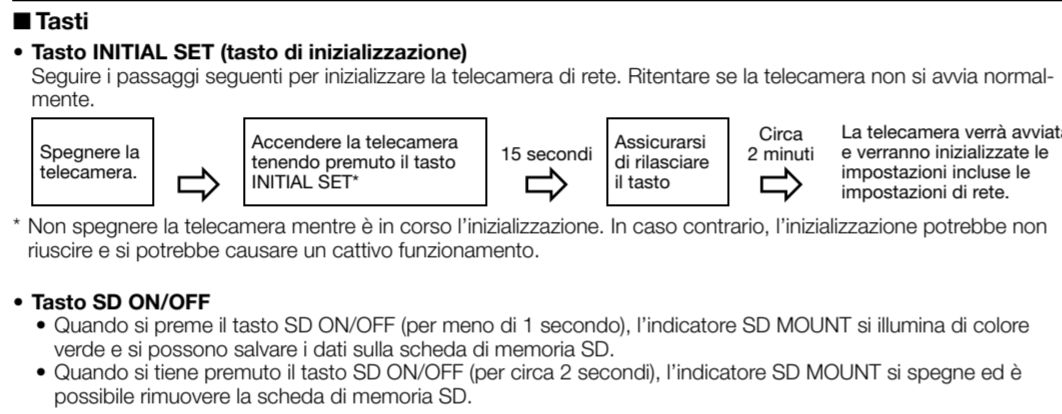 ■ Tasti
• Tasto INITIAL SET (tasto di inizializzazione)
Seguire i passaggi seguenti per inizializzare la telecamera di rete. Ritentare se la telecamera non si avvia normal-
mente.
Spegnere la
telecamera.
Accendere la telecamera
tenendo premuto il tasto
INITIAL SET*
15 secondi
Assicurarsi
di rilasciare
il tasto
Circa
2 minuti
La telecamera verrà avviata
e verranno inizializzate le
impostazioni incluse le
impostazioni di rete.
* Non spegnere la telecamera mentre è in corso l'inizializzazione. In caso contrario, l'inizializzazione potrebbe non
riuscire e si potrebbe causare un cattivo funzionamento.
• Tasto SD ON/OFF
• Quando si preme il tasto SD ON/OFF (per meno di 1 secondo), l'indicatore SD MOUNT si illumina di colore
verde e si possono salvare i dati sulla scheda di memoria SD.
• Quando si tiene premuto il tasto SD ON/OFF (per circa 2 secondi), l'indicatore SD MOUNT si spegne ed è
possibile rimuovere la scheda di memoria SD.